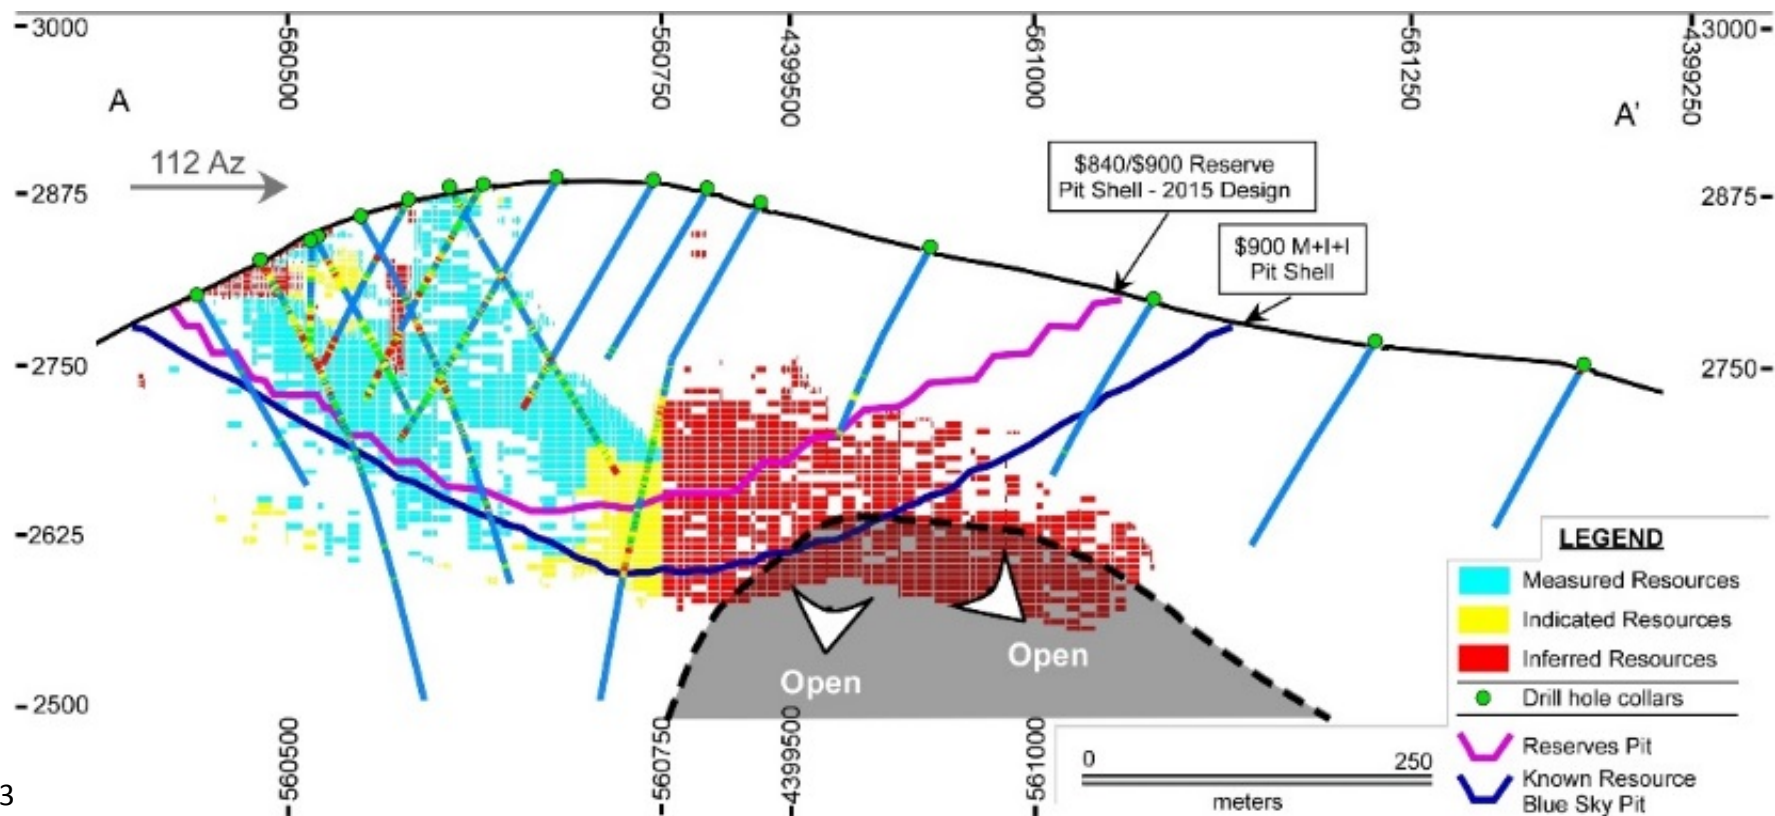 3000
560500
560750
4399500
561000
561250
4399250
3000
A
A'
112 Az
$840/$900 Reserve
Pit Shell - 2015 Design
$900 M+I+I
Pit Shell
2875
2875
2750
2750
2625
2500
Open
Open
LEGEND
Measured Resources
Indicated Resources
Inferred Resources
Drill hole collars
Reserves Pit
Known Resource
Blue Sky Pit
560500
560750
4399500
561000
0
250
meters
3